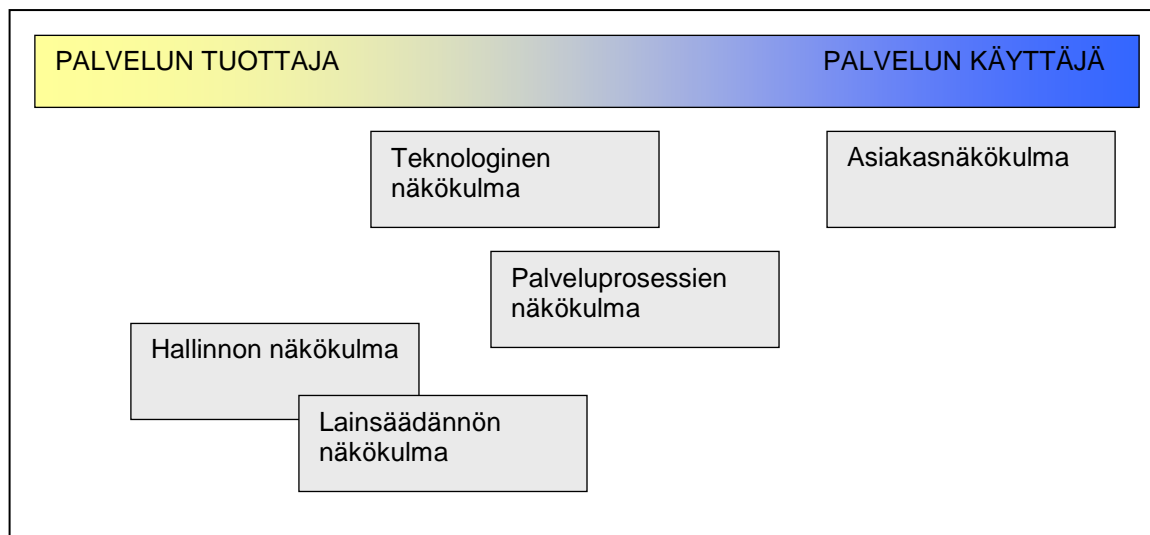 PALVELUN TUOTTAJA
PALVELUN KÄYTTÄJÄ
Teknologinen
näkökulma
Asiakasnäkökulma
Palveluprosessien
näkökulma
Hallinnon näkökulma
Lainsäädännön
näkökulma